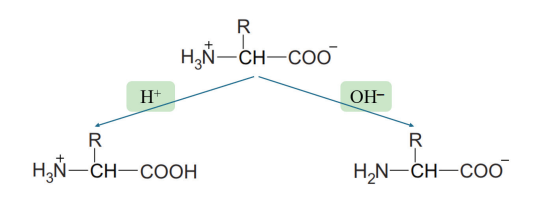 R
H₃N⁺—CH—COO⁻
H⁺
OH⁻
R
H₃N⁺—CH—COOH
R
H₂N—CH—COO⁻